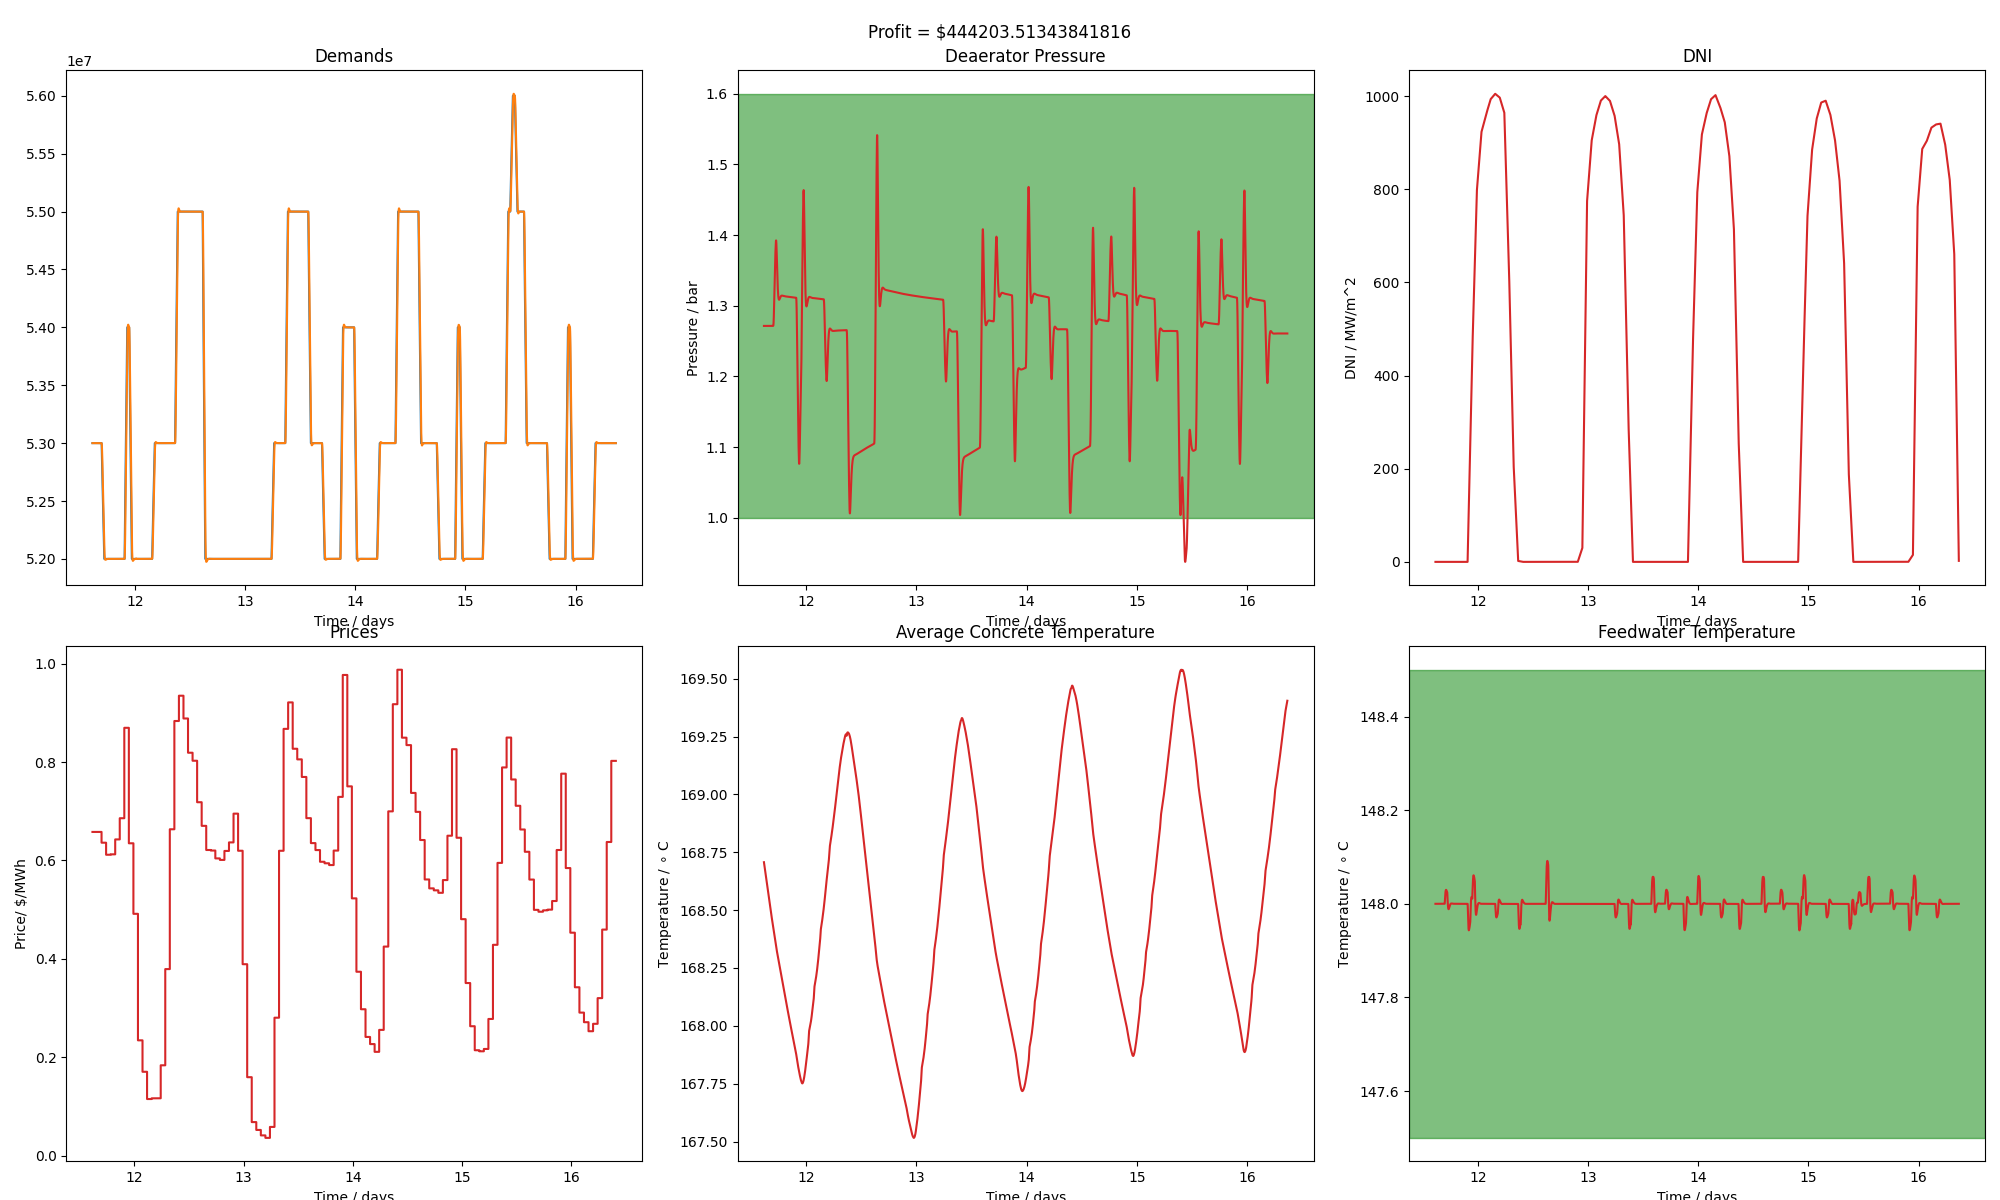 Profit = $444203.51343841816
Demands
1e7
5.60
5.55
5.50
5.45
5.40
5.35
5.30
5.25
5.20
12 13 14 15 16
Time / days
Deaerator Pressure
Pressure / bar
1.6
1.5
1.4
1.3
1.2
1.1
1.0
12 13 14 15 16
Time / days
DNI
DNI / MW/m^2
1000
800
600
400
200
0
12 13 14 15 16
Time / days
Prices
Price/ $/MWh
1.0
0.8
0.6
0.4
0.2
0.0
12 13 14 15 16
Time / days
Average Concrete Temperature
Temperature / ∘ C
169.50
169.25
169.00
168.75
168.50
168.25
168.00
167.75
167.50
12 13 14 15 16
Time / days
Feedwater Temperature
Temperature / ∘ C
148.4
148.2
148.0
147.8
147.6
12 13 14 15 16
Time / days